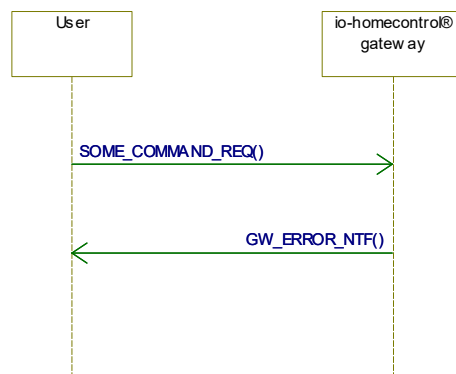 User
io-homecontrol®
gateway
SOME_COMMAND_REQ()
GW_ERROR_NTF()